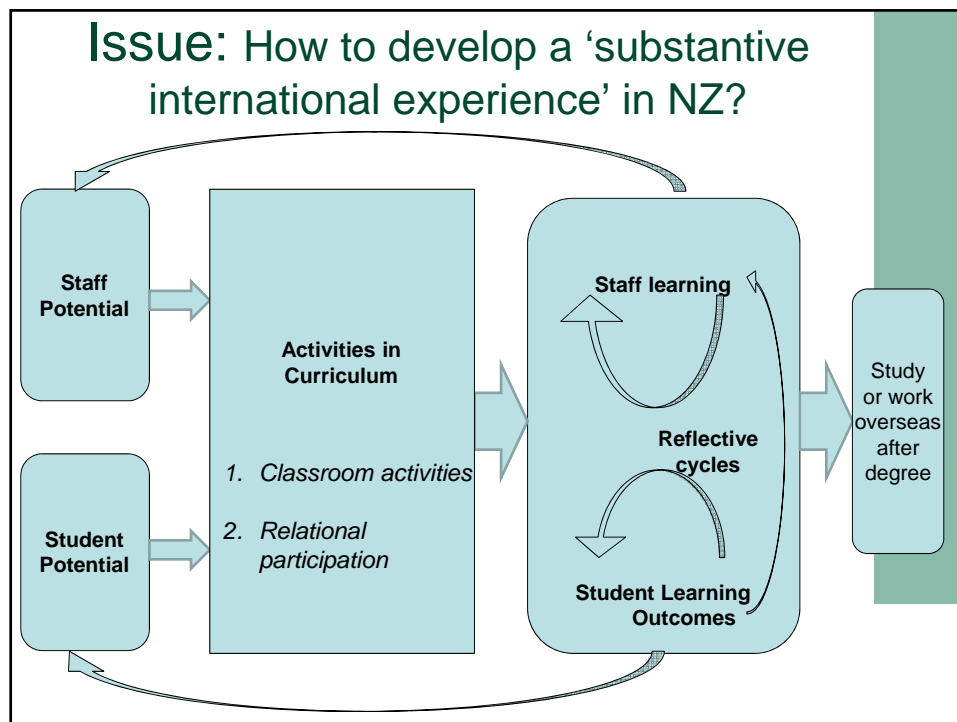 Issue: How to develop a ‘substantive
international experience’ in NZ?
Staff
Potential
Student
Potential
Activities in
Curriculum
1. Classroom activities
2. Relational
participation
Staff learning
Reflective
cycles
Student Learning
Outcomes
Study
or work
overseas
after
degree